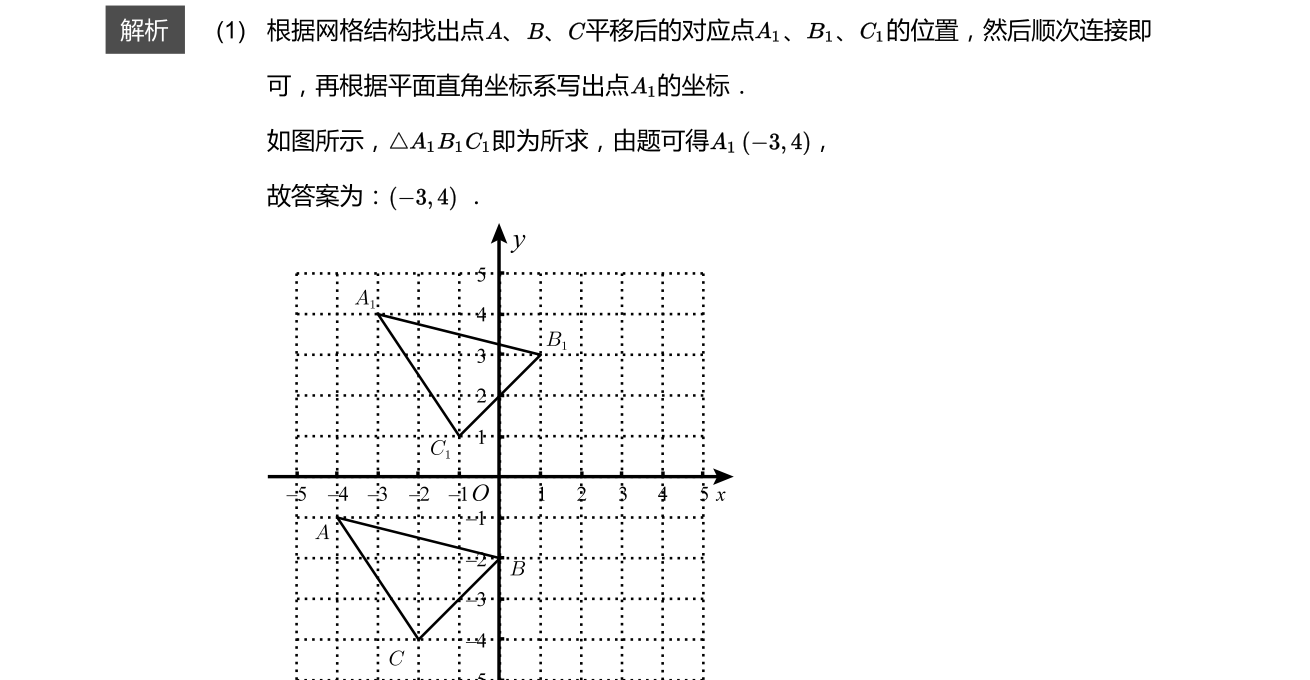 解析 (1) 根据网格结构找出点A、B、C平移后的对应点A₁、B₁、C₁的位置，然后顺次连接即
可，再根据平面直角坐标系写出点A₁的坐标．
如图所示，△A₁B₁C₁即为所求，由题可得A₁ (−3, 4)，
故答案为：(−3, 4) ．
y
5
A₁
4
B₁
3
2
C₁ 1
−5 −4 −3 −2 −1 O 1 2 3 4 5 x
−1
A
−2
B
−3
−4
C
−5